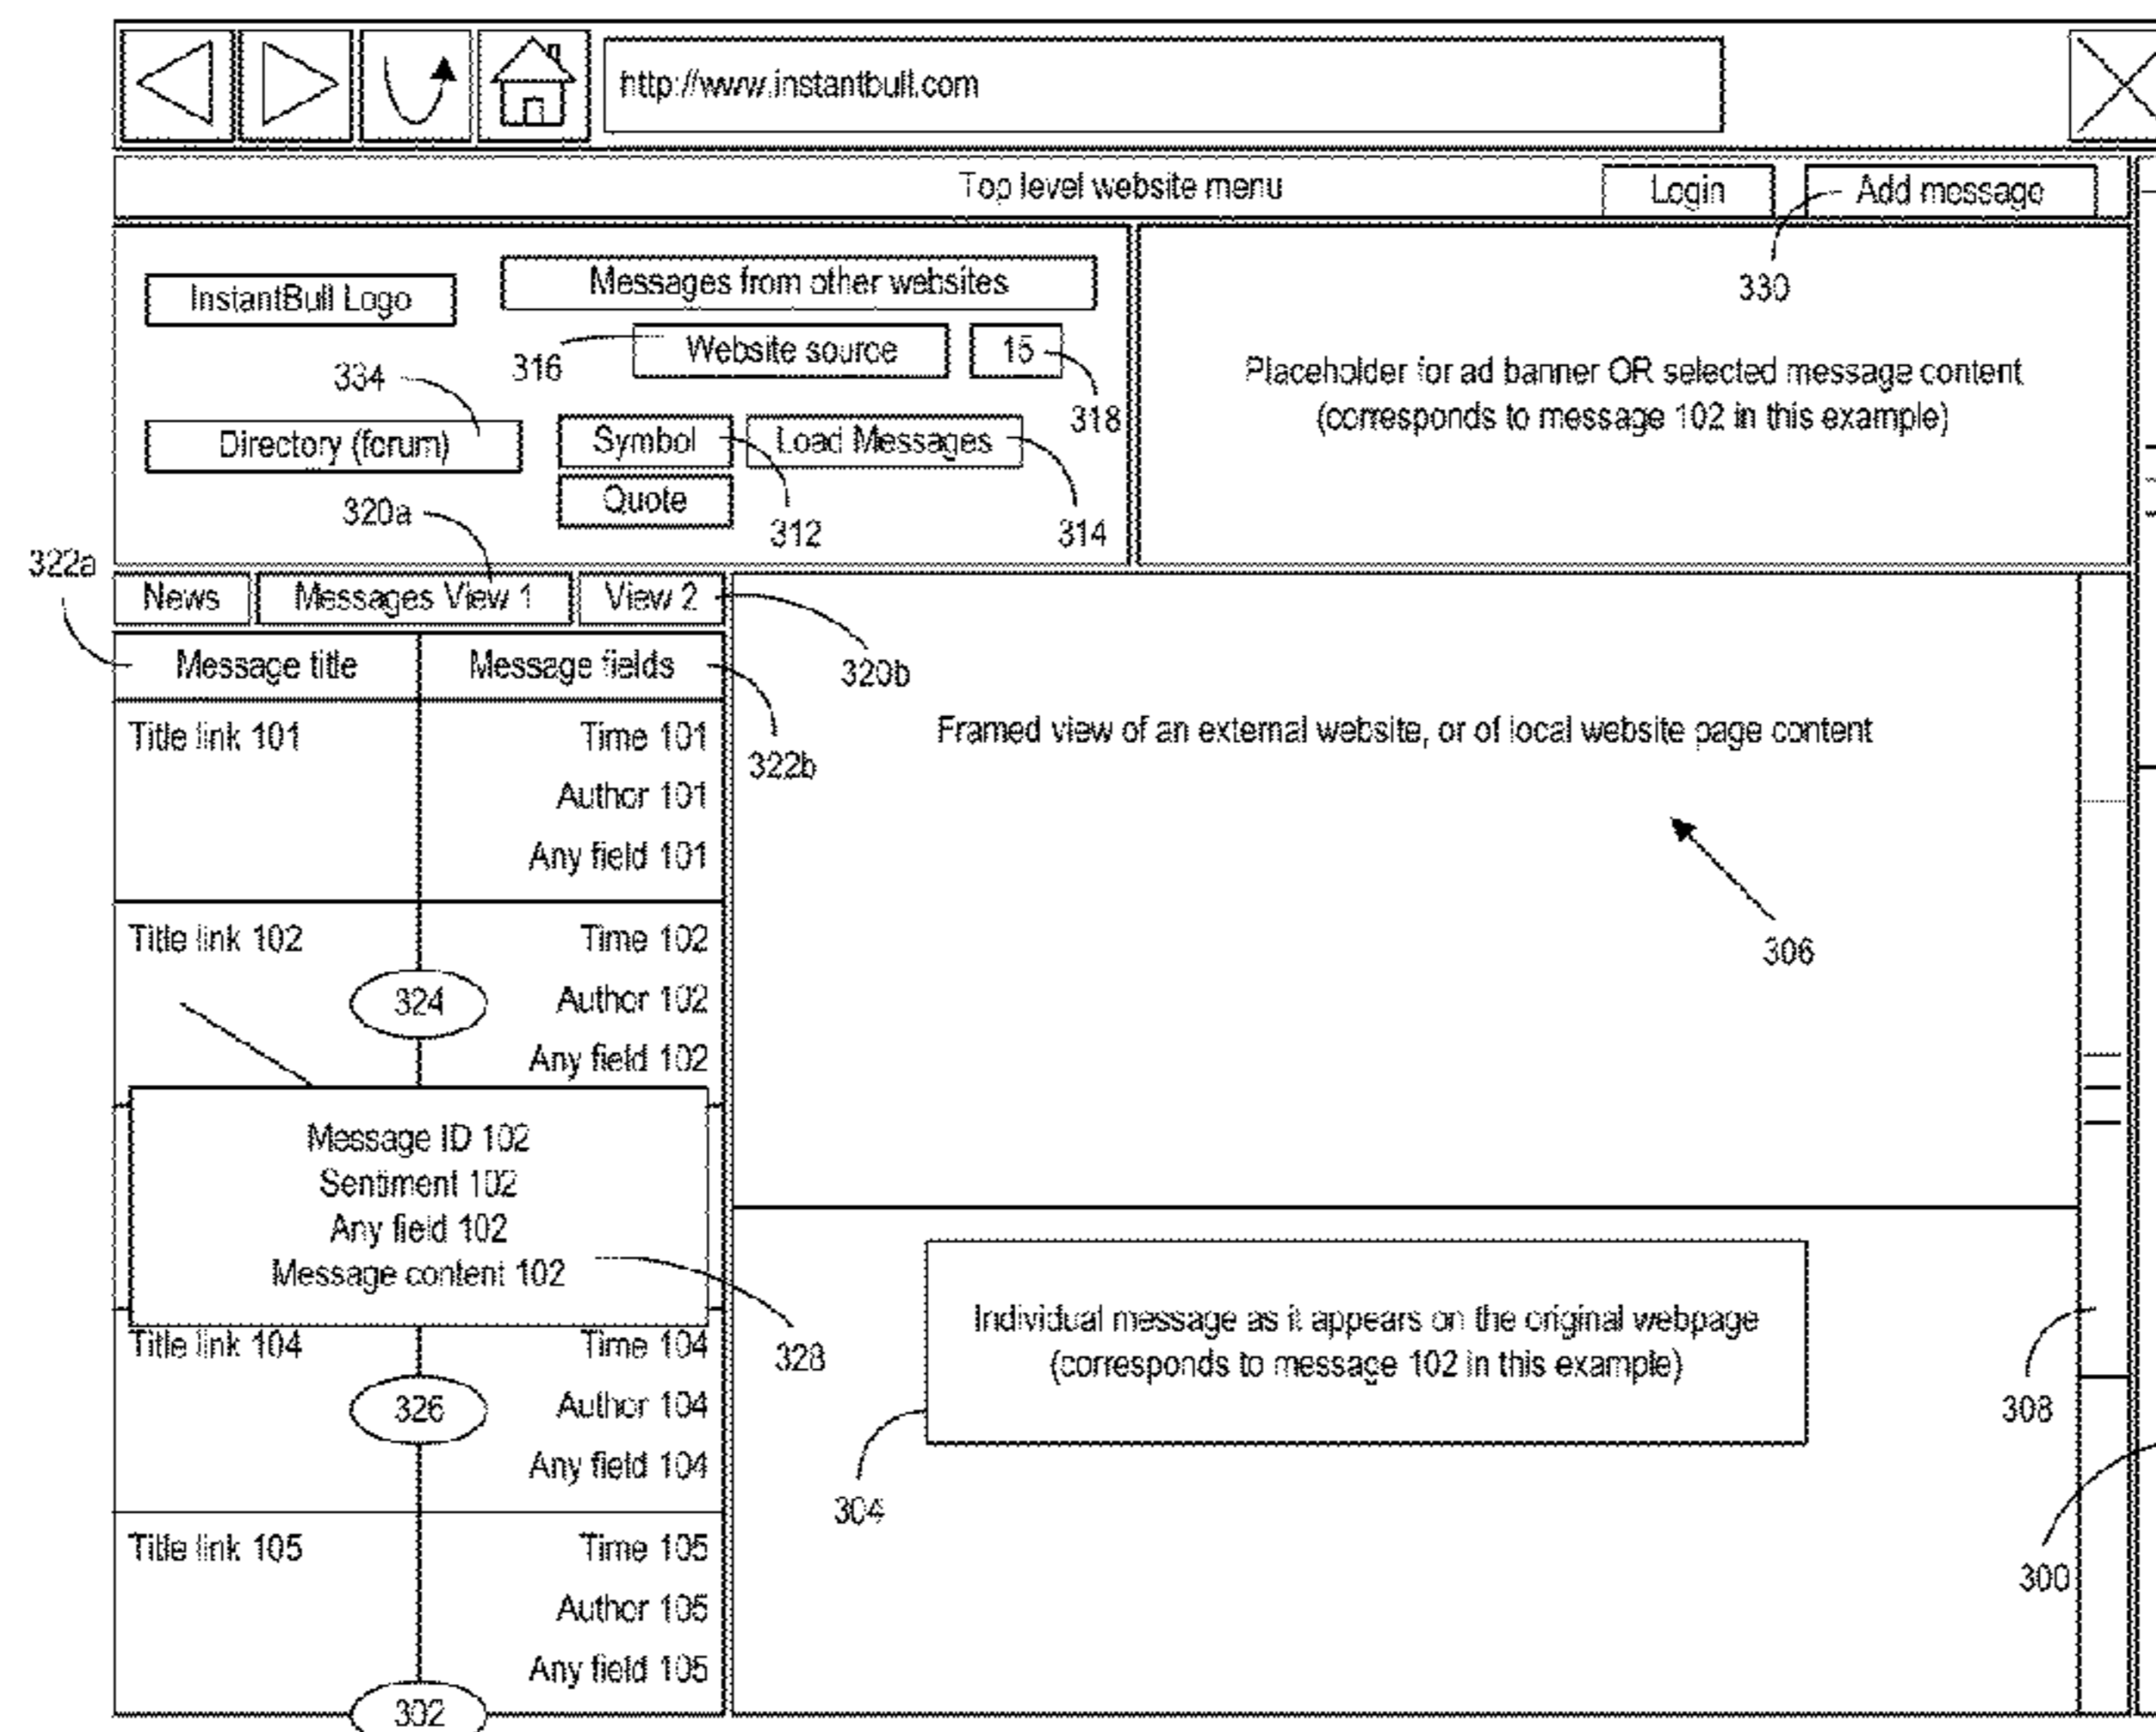 http://www.instantbull.com
Top level website menu
Login
Add message
330
InstantBull Logo
Messages from other websites
316
Website source
15
318
334
Directory (forum)
Symbol
Load Messages
Quote
320a
312
314
Placeholder for ad banner OR selected message content
(corresponds to message 102 in this example)
322a
News
Messages View 1
View 2
320b
Message title
Message fields
322b
Title link 101
Time 101
Author 101
Any field 101
Framed view of an external website, or of local website page content
306
Title link 102
Time 102
324
Author 102
Any field 102
Message ID 102
Sentiment 102
Any field 102
Message content 102
328
Title link 104
Time 104
326
Author 104
Any field 104
Individual message as it appears on the original webpage
(corresponds to message 102 in this example)
304
308
300
Title link 105
Time 105
Author 105
Any field 105
302